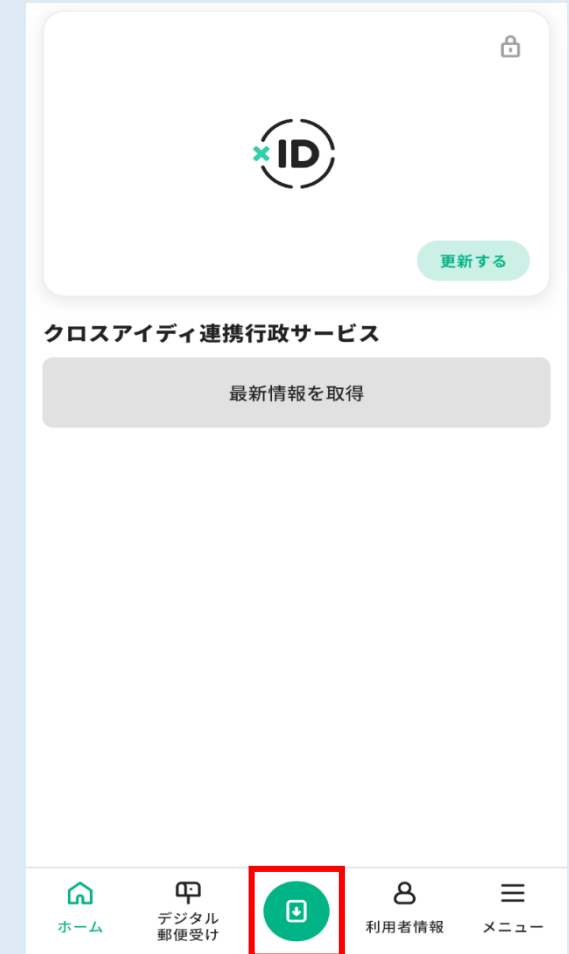 ×ID
更新する
クロスアイディ連携行政サービス
最新情報を取得
ホーム
デジタル
郵便受け
利用者情報
メニュー